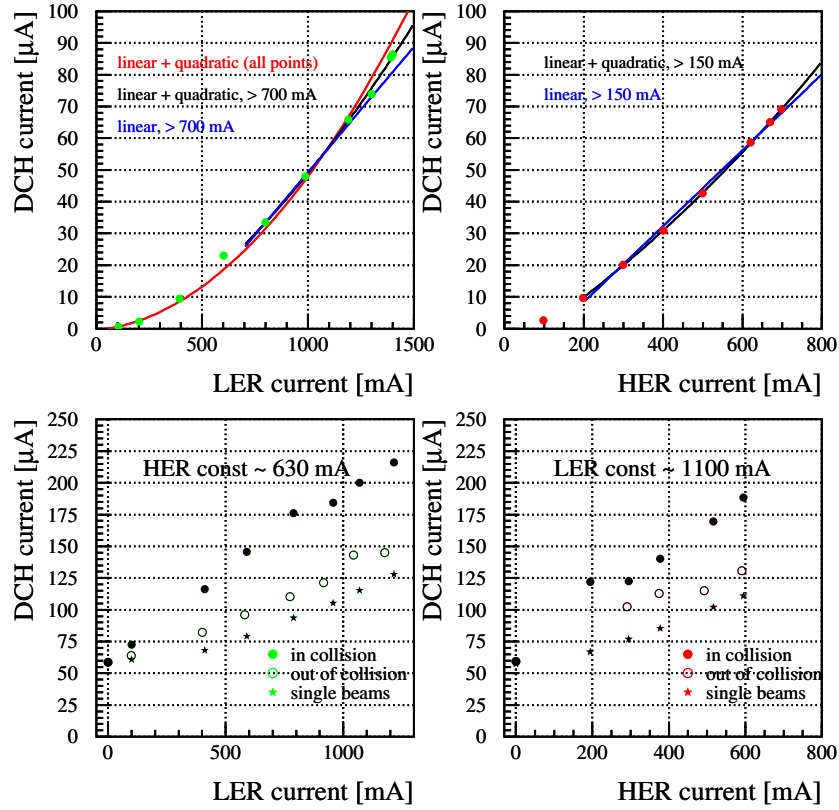 DCH current [µA]
100
90
80
70
60
50
40
30
20
10
0
linear + quadratic (all points)
linear + quadratic, > 700 mA
linear, > 700 mA
0 500 1000 1500
LER current [mA]
DCH current [µA]
100
90
80
70
60
50
40
30
20
10
0
linear + quadratic, > 150 mA
linear, > 150 mA
0 200 400 600 800
HER current [mA]
DCH current [µA]
250
225
200
175
150
125
100
75
50
25
0
HER const ~ 630 mA
in collision
out of collision
single beams
0 500 1000
LER current [mA]
DCH current [µA]
250
225
200
175
150
125
100
75
50
25
0
LER const ~ 1100 mA
in collision
out of collision
single beams
0 200 400 600 800
HER current [mA]